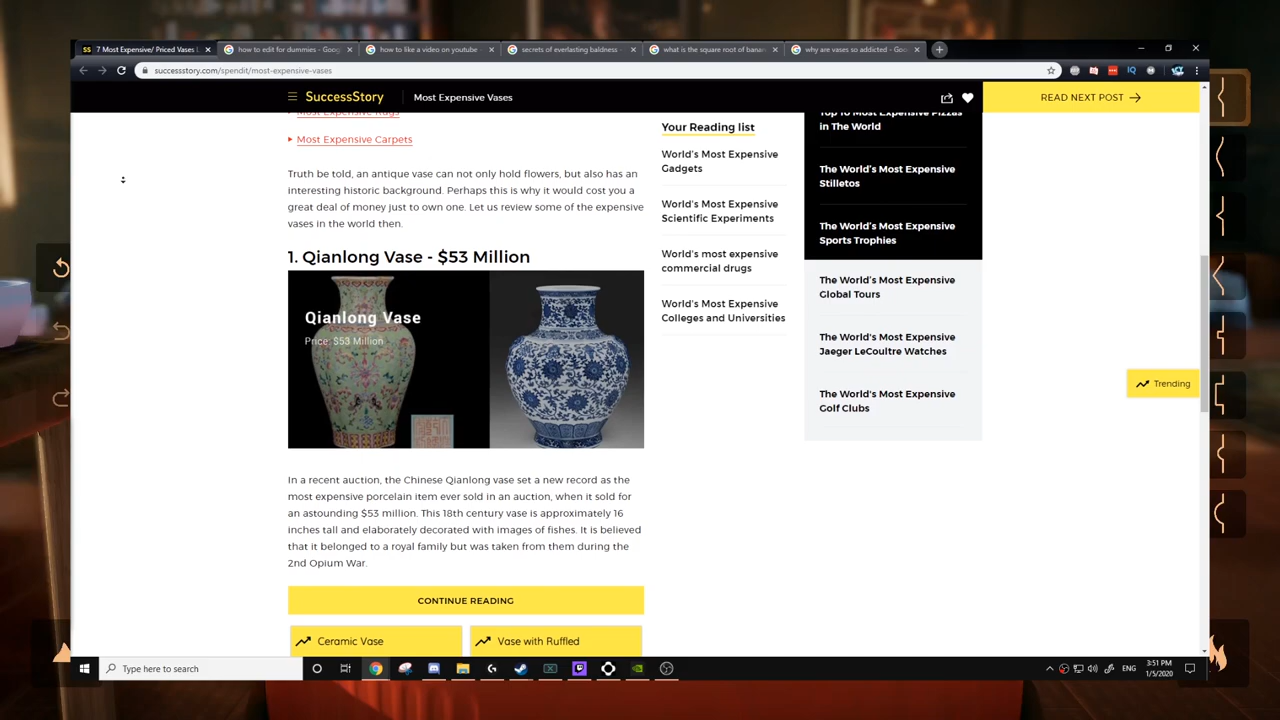 7 Most Expensive/ Priced Vases
how to edit for dummies - Goog
how to like a video on youtube -
secrets of everlasting baldness -
what is the square root of banan
why are vases so addicted - Goo
successstory.com/spendit/most-expensive-vases
SuccessStory
Most Expensive Vases
READ NEXT POST
Most Expensive Rugs
Most Expensive Carpets
Truth be told, an antique vase can not only hold flowers, but also has an
interesting historic background. Perhaps this is why it would cost you a
great deal of money just to own one. Let us review some of the expensive
vases in the world then.
1. Qianlong Vase - $53 Million
Qianlong Vase
Price: $53 Million
In a recent auction, the Chinese Qianlong vase set a new record as the
most expensive porcelain item ever sold in an auction, when it sold for
an astounding $53 million. This 18th century vase is approximately 16
inches tall and elaborately decorated with images of fishes. It is believed
that it belonged to a royal family but was taken from them during the
2nd Opium War.
CONTINUE READING
Ceramic Vase
Vase with Ruffled
Your Reading list
World's Most Expensive
Gadgets
World's Most Expensive
Scientific Experiments
World's most expensive
commercial drugs
World's Most Expensive
Colleges and Universities
Top 10 Most Expensive Pizzas
in The World
The World's Most Expensive
Stilletos
The World's Most Expensive
Sports Trophies
The World's Most Expensive
Global Tours
The World's Most Expensive
Jaeger LeCoultre Watches
The World's Most Expensive
Golf Clubs
Trending
Type here to search
ENG
3:51 PM
1/5/2020